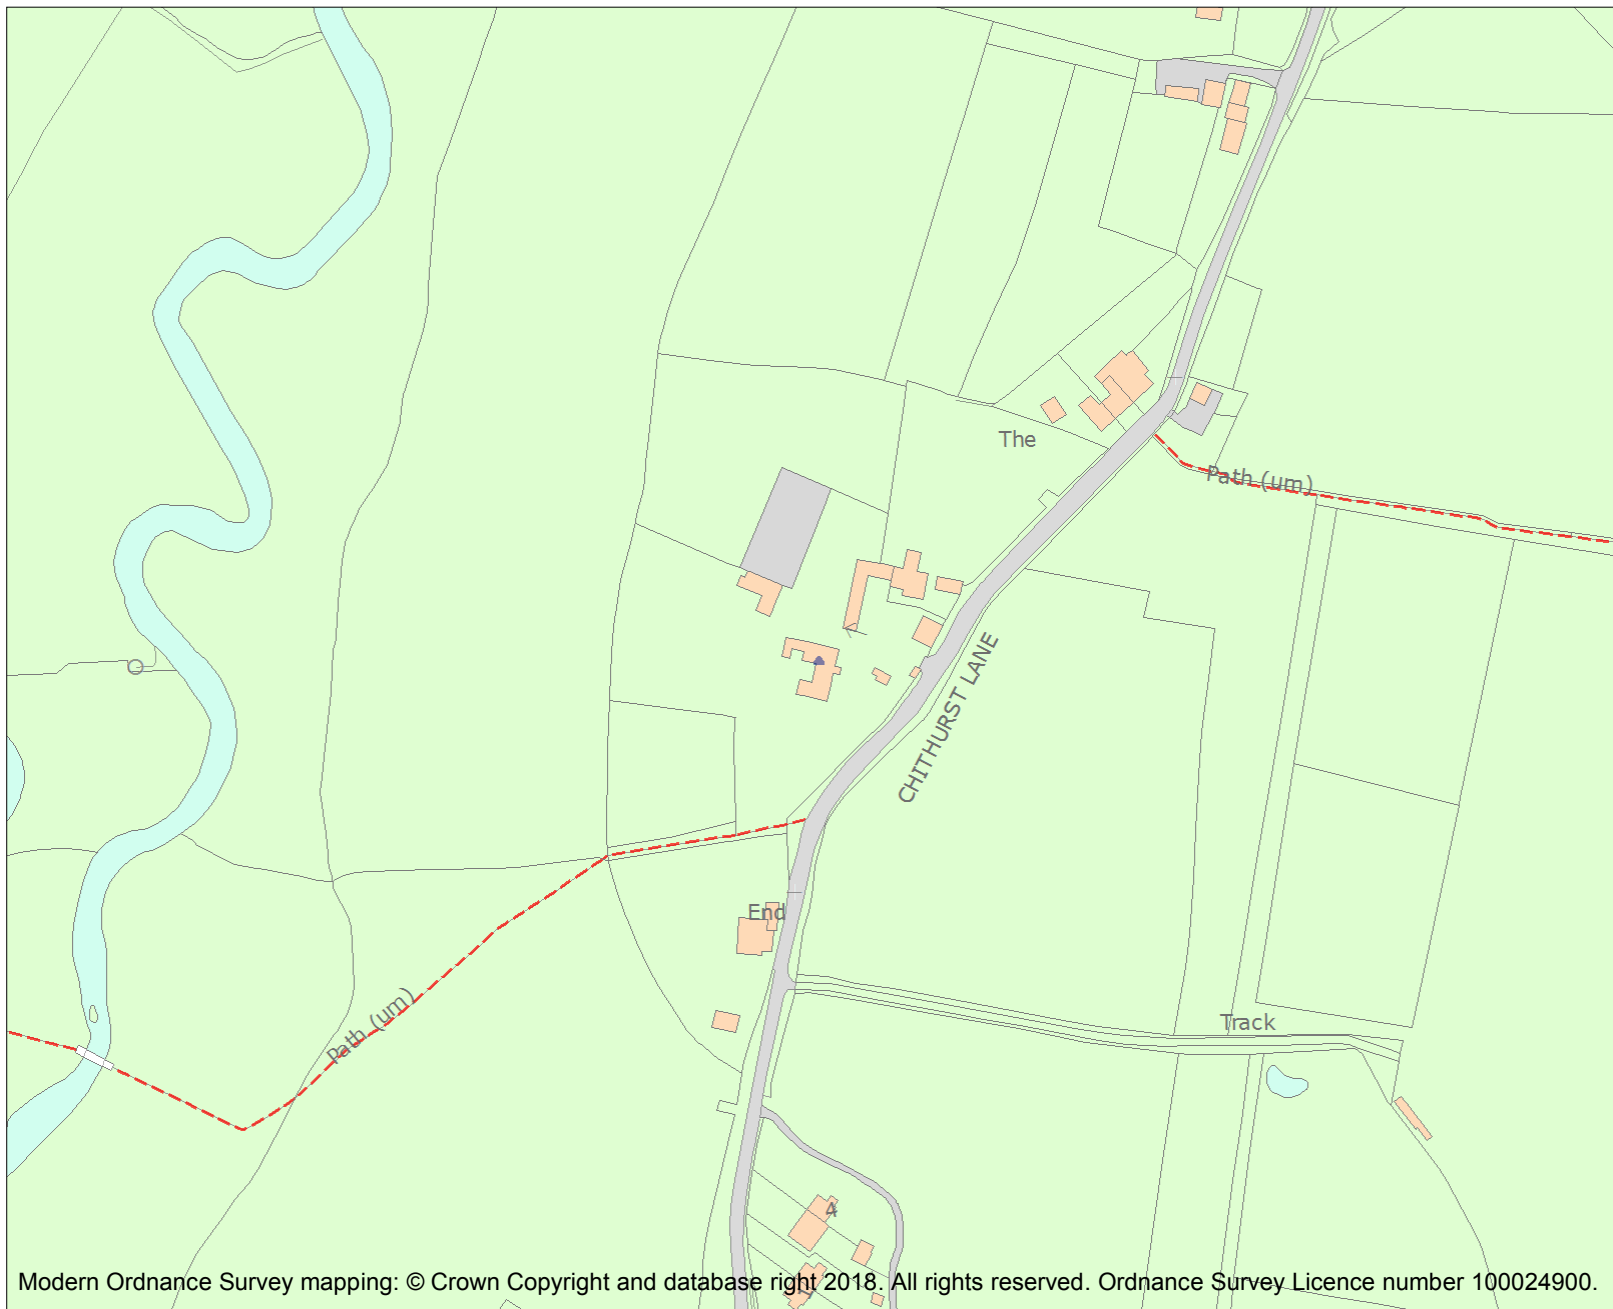 The
Path (um)
CHITHURST LANE
End
Path (um)
Track
4
Modern Ordnance Survey mapping: © Crown Copyright and database right 2018. All rights reserved. Ordnance Survey Licence number 100024900.